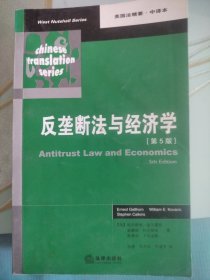 West Nutshell Series
美国法精要·中译本
chinese
translation
series
反垄断法与经济学
[第5版]
Antitrust Law and Economics
5th Edition
Ernest Gellhorn William E. Kovacic
Stephen Calkins
法律出版社